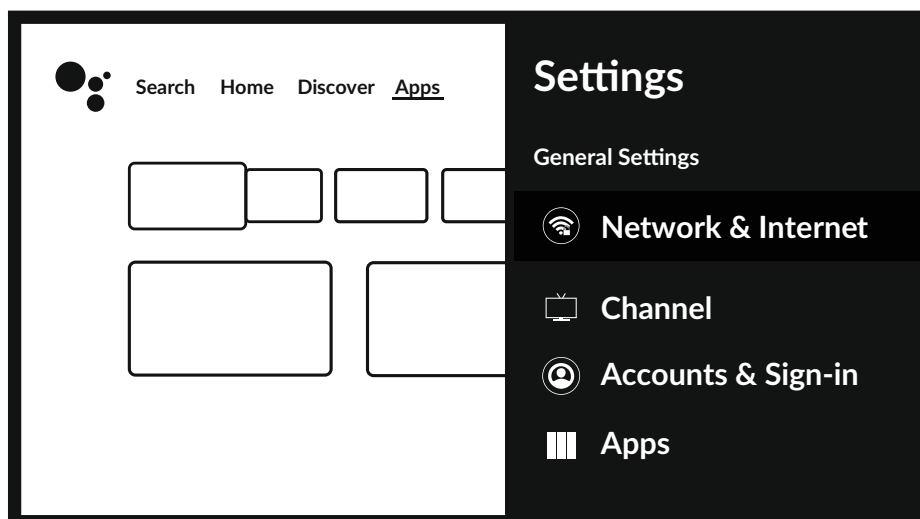 Search Home Discover Apps
Settings
General Settings
Network & Internet
Channel
Accounts & Sign-in
Apps